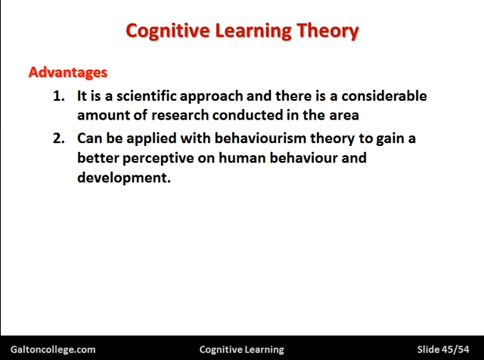 Cognitive Learning Theory
Advantages
1. It is a scientific approach and there is a considerable
amount of research conducted in the area
2. Can be applied with behaviourism theory to gain a
better perceptive on human behaviour and
development.
Galtoncollege.com Cognitive Learning Slide 45/54